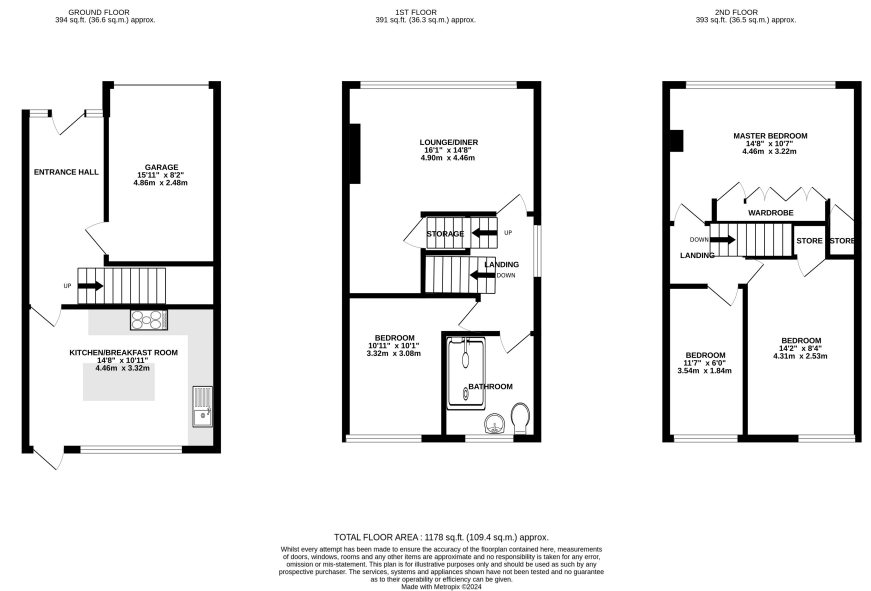 GROUND FLOOR
394 sq.ft. (36.6 sq.m.) approx.
1ST FLOOR
391 sq.ft. (36.3 sq.m.) approx.
2ND FLOOR
393 sq.ft. (36.5 sq.m.) approx.
ENTRANCE HALL
GARAGE
15'11" x 8'2"
4.86m x 2.48m
UP
KITCHEN/BREAKFAST ROOM
14'8" x 10'11"
4.46m x 3.32m
LOUNGE/DINER
16'1" x 14'8"
4.90m x 4.46m
STORAGE
UP
LANDING
DOWN
BEDROOM
10'11" x 10'1"
3.32m x 3.08m
BATHROOM
MASTER BEDROOM
14'8" x 10'7"
4.46m x 3.22m
WARDROBE
DOWN
LANDING
STORE
STORE
BEDROOM
11'7" x 6'0"
3.54m x 1.84m
BEDROOM
14'2" x 8'4"
4.31m x 2.53m
TOTAL FLOOR AREA : 1178 sq.ft. (109.4 sq.m.) approx.
Whilst every attempt has been made to ensure the accuracy of the floorplan contained here, measurements
of doors, windows, rooms and any other items are approximate and no responsibility is taken for any error,
omission or mis-statement. This plan is for illustrative purposes only and should be used as such by any
prospective purchaser. The services, systems and appliances shown have not been tested and no guarantee
as to their operability or efficiency can be given.
Made with Metropix ©2024